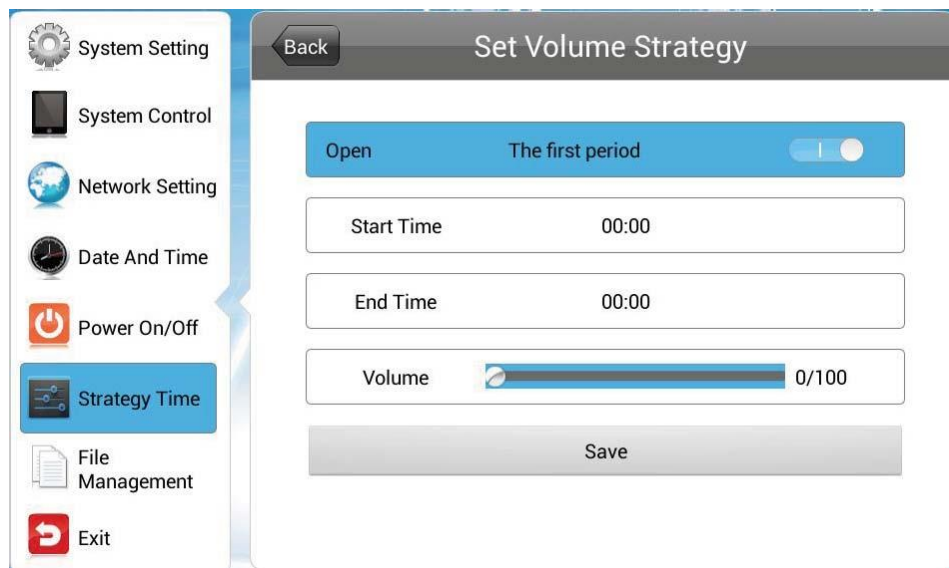 System Setting
System Control
Network Setting
Date And Time
Power On/Off
Strategy Time
File
Management
Exit
Back
Set Volume Strategy
Open The first period
Start Time 00:00
End Time 00:00
Volume 0/100
Save